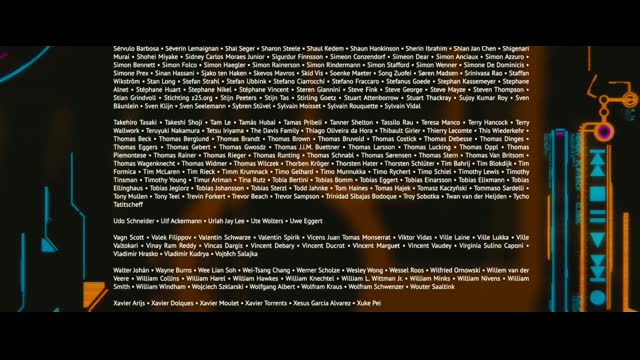 Sérvulo Barbosa • Séverin Lemaignan • Shai Seger • Sharon Steele • Shaul Kedem • Shaun Hankinson • Sherin Ibrahim • Shian Jan Chen • Shigenari
Murai • Shohei Miyake • Sidney Carlos Moraes Junior • Sigurdur Finnsson • Simeon Conzendorf • Simeon Dear • Simon Anciaux • Simon Azzuro •
Simon Bennett • Simon Folco • Simon Haegler • Simon Rainerson • Simon Rindermann • Simon Stafford • Simon Werner • Simone De Dominicis •
Simone Prex • Sinan Hassani • Sjako ten Haken • Skevos Mavros • Skid Vis • Soenke Maeter • Song Zuofei • Søren Madsen • Srinivasa Rao • Staffan
Wikström • Stan Long • Stefan Strahl • Stefan Ubbink • Stefano Ciarrocchi • Stefano Fraccaro • Stefanus Goede • Stephan Kassemeyer • Stephane
Alnet • Stéphane Huart • Stephane Nikel • Stéphane Vincent • Steren Giannini • Steve Fink • Steve George • Steve Mayze • Steven Thompson •
Stian Grindvoll • Stichting z25.org • Stijn Peeters • Stijn Tas • Stirling Goetz • Stuart Attenborrow • Stuart Thackray • Sujoy Kumar Roy • Sven
Bäunlein • Sven Klijn • Sven Seelemann • Sybren Stüvel • Sylvain Moisset • Sylvain Rouquette • Sylvain Vidal
Takehiro Tasaki • Takeshi Shoji • Tam Le • Tamás Hubai • Tamas Pribeli • Tanner Shelton • Tassilo Rau • Teresa Manco • Terry Hancock • Terry
Wallwork • Teruyuki Nakamura • Tetsu Iriyama • The Davis Family • Thiago Oliveira da Hora • Thibault Girier • Thierry Lecomte • This Wiederkehr •
Thomas Beck • Thomas Berglund • Thomas Brandt • Thomas Brown • Thomas Bruvold • Thomas Costick • Thomas Debesse • Thomas Dinges •
Thomas Eggers • Thomas Gebert • Thomas Gwosdz • Thomas J.I.M. Buettner • Thomas Larsson • Thomas Lucking • Thomas Oppl • Thomas
Piemontese • Thomas Rainer • Thomas Rieger • Thomas Runting • Thomas Schnabl • Thomas Sørensen • Thomas Stern • Thomas Van Britsom •
Thomas Wagenknecht • Thomas Widner • Thomas Wilczek • Thorben Kröger • Thorsten Hater • Thorsten Schlüter • Tim Bahrij • Tim Blokdijk • Tim
Formica • Tim McLaren • Tim Rieck • Timm Krumnack • Timo Gelhard • Timo Munnukka • Timo Rychert • Timo Schiel • Timothy Lewis • Timothy
Tinsman • Timothy Young • Timur Ariman • Tina Rutz • Tobia Bertini • Tobias Bomm • Tobias Eggert • Tobias Einarsson • Tobias Elixmann • Tobias
Ellinghaus • Tobias Jeglorz • Tobias Johansson • Tobias Sterzl • Todd Jahnke • Tom Haines • Tomas Hajek • Tomasz Kaczyński • Tommaso Sardelli •
Tony Mullen • Tony Teel • Trevin Forkert • Trevor Beach • Trevor Sampson • Trinidad Sibajas Bodoque • Troy Sobotka • Twan van der Heijden • Tycho
Tatitscheff
Udo Schneider • Ulf Ackermann • Uriah Jay Lee • Ute Wolters • Uwe Eggert
Vagn Scott • Valek Filippov • Valentin Schwarze • Valentin Spirik • Vicens Juan Tomas Monserrat • Viktor Vidas • Ville Laine • Ville Lukka • Ville
Valtokari • Vinay Ram Reddy • Vincas Dargis • Vincent Debary • Vincent Ducrot • Vincent Marguet • Vincent Vaudey • Virginia Sulino Caponi •
Vladimir Hrasko • Vladimir Kudrya • Vojtěch Salajka
Walter Johán • Wayne Burns • Wee Lian Soh • Wei-Tsang Chang • Werner Scholze • Wesley Wong • Wessel Roos • Wilfried Ornowski • Willem van der
Veere • William Collins • William Harel • William Hawkes • William Knechtel • William L. Wittman Jr. • William Minks • William Nivens • William
Smith • William Windham • Wojciech Szklarski • Wolfgang Albert • Wolfram Kraus • Wolfram Schwenzer • Wouter Saaltink
Xavier Arijs • Xavier Dolques • Xavier Moulet • Xavier Torrents • Xesus Garcia Alvarez • Xuke Pei